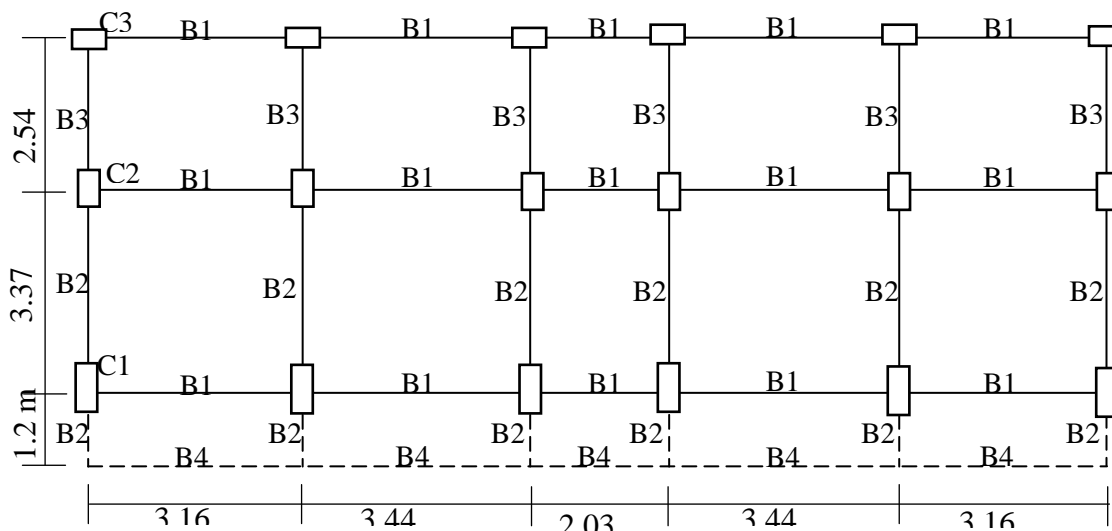 C3 B1 B1 B1 B1 B1
2.54 B3 B3 B3 B3 B3 B3
C2 B1 B1 B1 B1 B1
3.37 B2 B2 B2 B2 B2 B2
C1 B1 B1 B1 B1 B1
1.2 m B2 B2 B2 B2 B2 B2
B4 B4 B4 B4 B4
3.16 3.44 2.03 3.44 3.16